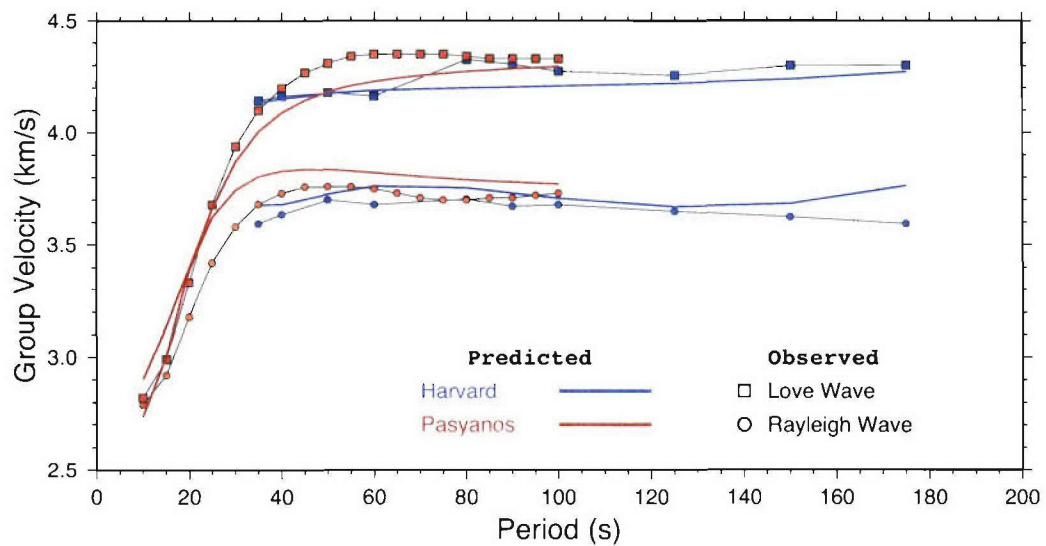 4.5
4.0
3.5
3.0
2.5
Group Velocity (km/s)
Predicted Observed
Harvard Love Wave
Pasyanos Rayleigh Wave
0 20 40 60 80 100 120 140 160 180 200
Period (s)